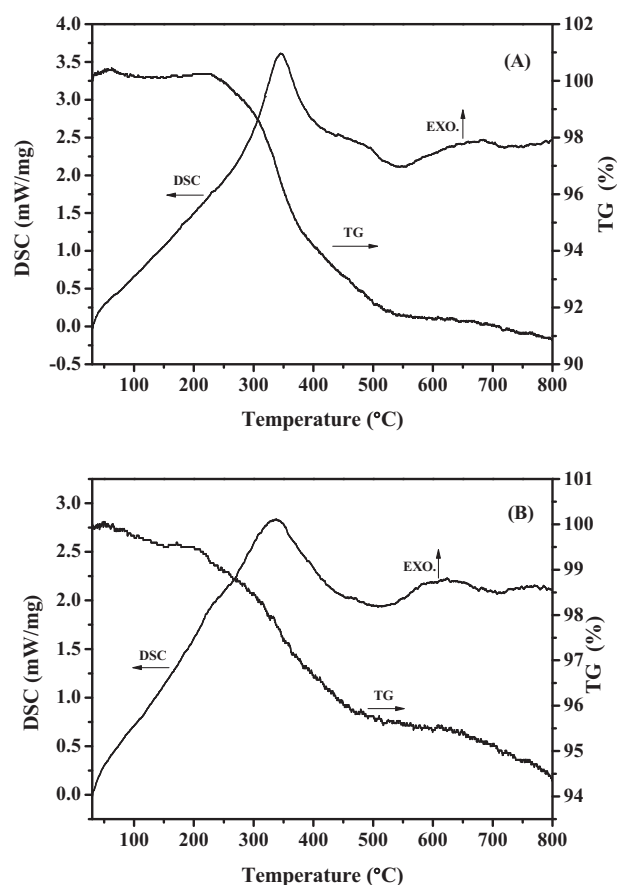 4.0
3.5
3.0
2.5
2.0
1.5
1.0
0.5
0.0
-0.5
DSC (mW/mg)
(A)
EXO.
DSC
TG
102
100
98
96
94
92
90
TG (%)
100 200 300 400 500 600 700 800
Temperature (°C)
3.0
2.5
2.0
1.5
1.0
0.5
0.0
DSC (mW/mg)
(B)
EXO.
DSC
TG
101
100
99
98
97
96
95
94
TG (%)
100 200 300 400 500 600 700 800
Temperature (°C)